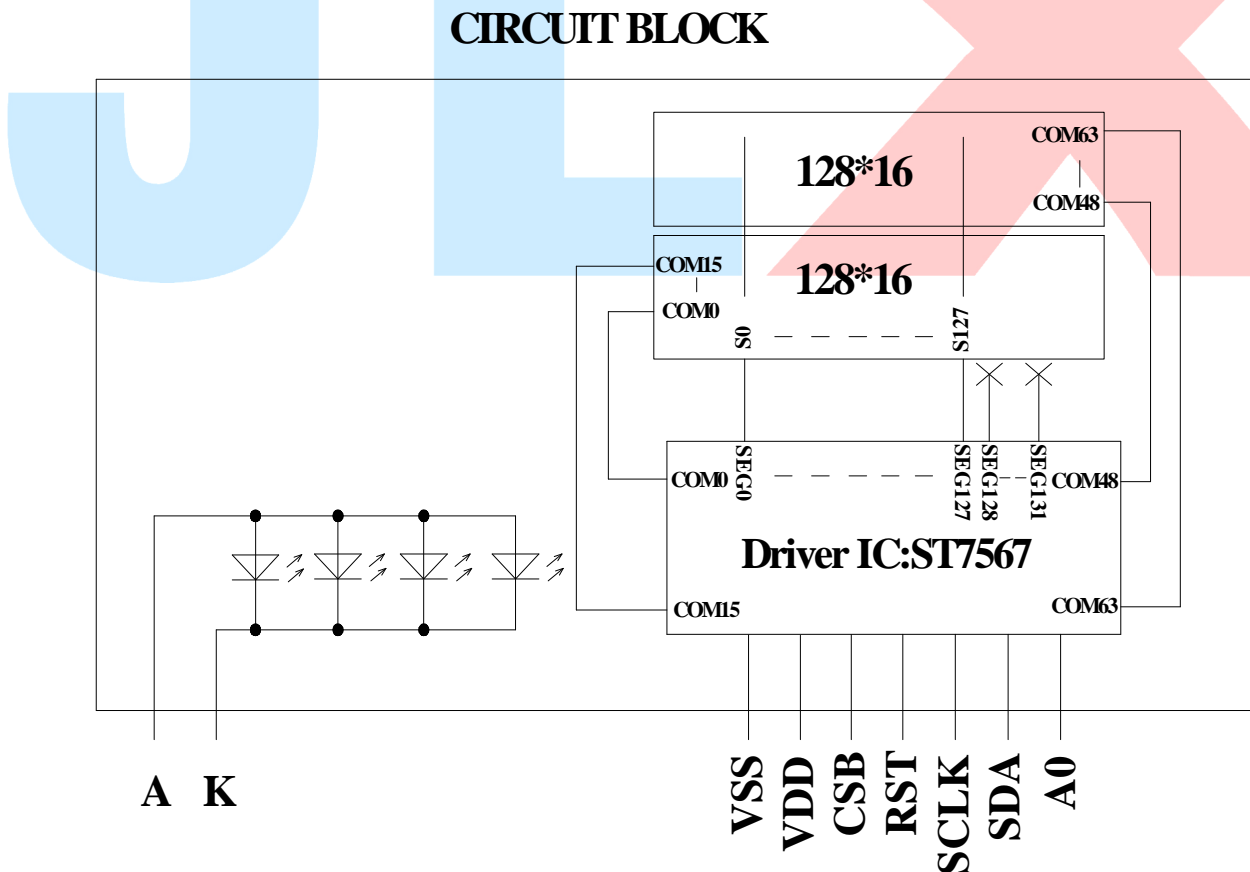 CIRCUIT BLOCK
JLX
COM63
128*16
COM48
COM15
128*16
COM0
S0
S127
COM0
SEG0
SEG127
SEG128
SEG131
COM48
Driver IC:ST7567
COM15
COM63
A
K
VSS
VDD
CSB
RST
SCLK
SDA
A0